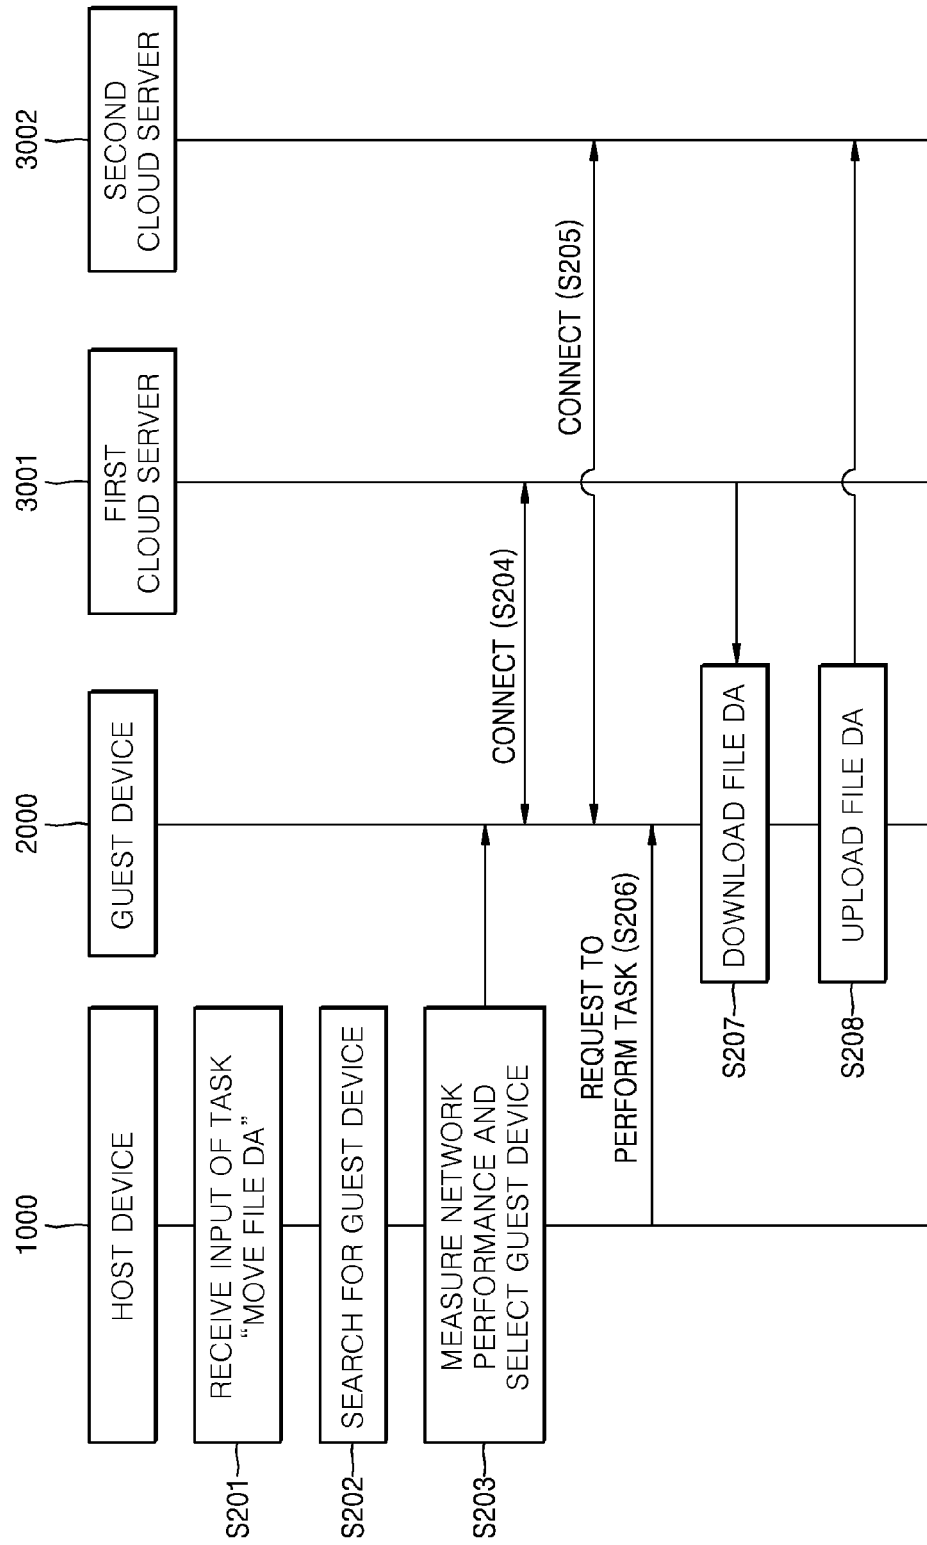 1000
2000
3001
3002
HOST DEVICE
GUEST DEVICE
FIRST
CLOUD SERVER
SECOND
CLOUD SERVER
S201
RECEIVE INPUT OF TASK
“MOVE FILE DA”
S202
SEARCH FOR GUEST DEVICE
S203
MEASURE NETWORK
PERFORMANCE AND
SELECT GUEST DEVICE
CONNECT (S204)
CONNECT (S205)
REQUEST TO
PERFORM TASK (S206)
S207
DOWNLOAD FILE DA
S208
UPLOAD FILE DA